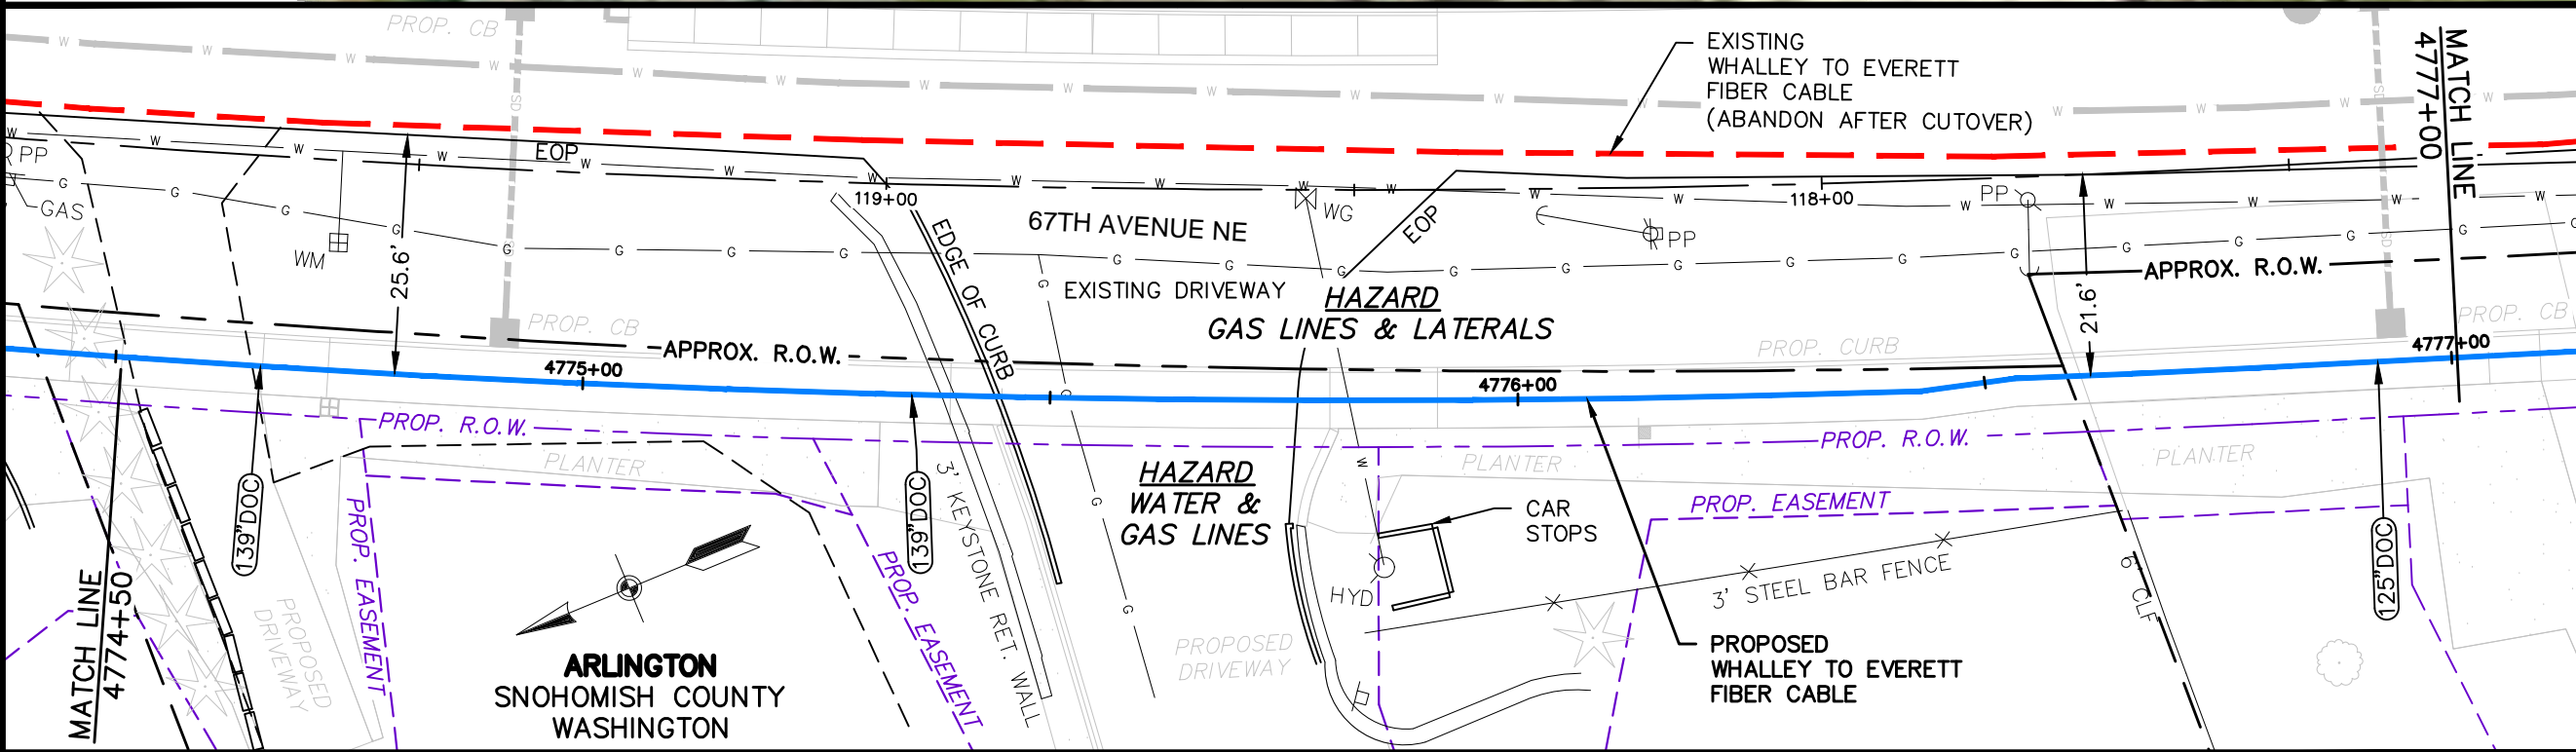 PROP. CB
EXISTING
WHALLEY TO EVERETT
FIBER CABLE
(ABANDON AFTER CUTOVER)
MATCH LINE
4777+00
SD
SD
SD
SD
W W W W W W W W W W W W W W W W
W W W W W W W W W W W W W W W W W W
EOP
PP
GAS
G G G G G G G G G G G G G G G G G G G G G
WM
25.6'
119+00
67TH AVENUE NE
WG
EOP
PP
118+00
PP
APPROX. R.O.W.
EDGE OF CURB
G
EXISTING DRIVEWAY
HAZARD
GAS LINES & LATERALS
21.6'
PROP. CB
PROP. CB
APPROX. R.O.W.
PROP. CURB
4775+00
4776+00
4777+00
G
PROP. R.O.W.
PROP. R.O.W.
PLANTER
PLANTER
PLANTER
139"DOC
139"DOC
125"DOC
HAZARD
WATER &
GAS LINES
W
G
G
CAR
STOPS
PROP. EASEMENT
PROP. EASEMENT
PROP. EASEMENT
3' KEYSTONE RET. WALL
HYD
3' STEEL BAR FENCE
6' CLF
MATCH LINE
4774+50
PROPOSED
DRIVEWAY
PROPOSED
DRIVEWAY
ARLINGTON
SNOHOMISH COUNTY
WASHINGTON
PROPOSED
WHALLEY TO EVERETT
FIBER CABLE